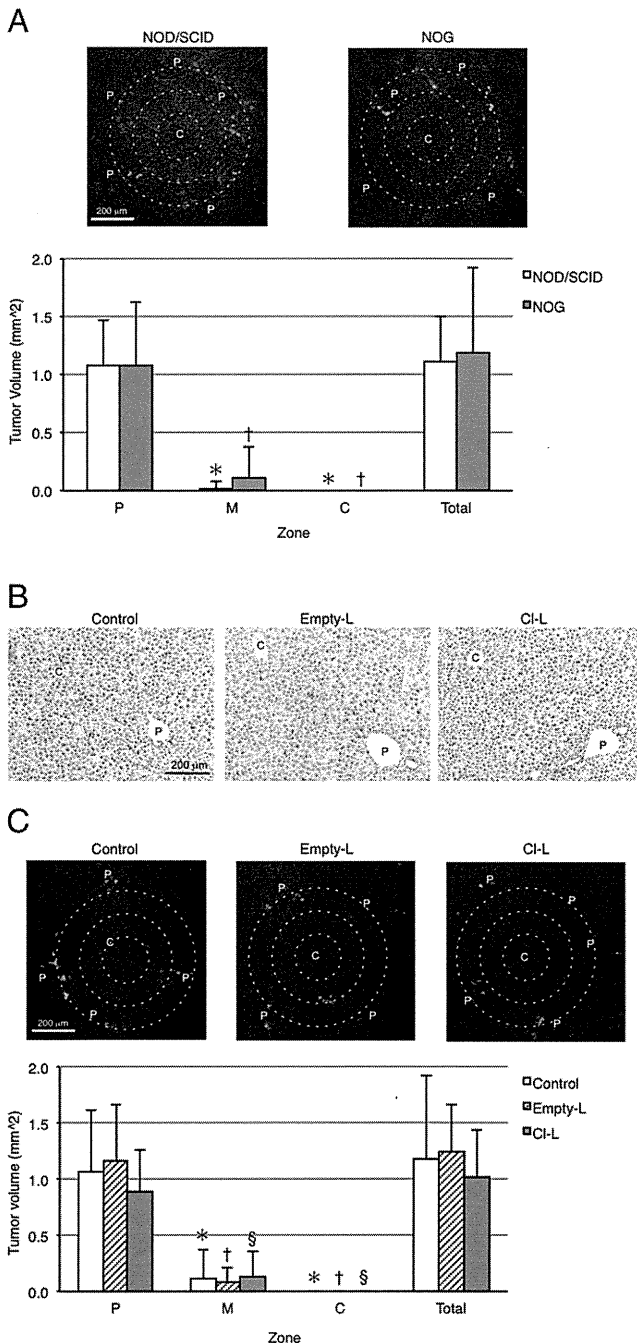 A
NOD/SCID
NOG
P
P
P
C
P
P
200 µm
P
P
C
P
P
2.0
1.5
1.0
0.5
0.0
Tumor Volume (mm^2)
*
†
*
†
P
M
C
Total
Zone
NOD/SCID
NOG
B
Control
Empty-L
Cl-L
C
P
200 µm
C
P
C
P
C
Control
Empty-L
Cl-L
P
C
P
P
P
200 µm
P
P
C
P
P
P
P
P
C
P
P
2.0
1.5
1.0
0.5
0.0
Tumor volume (mm^2)
*
†
§
*
†
§
P
M
C
Total
Zone
Control
Empty-L
Cl-L